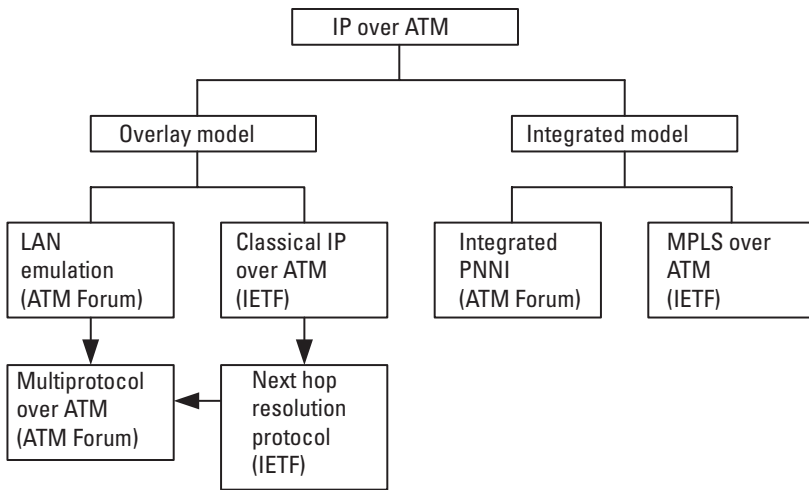 IP over ATM
Overlay model
Integrated model
LAN
emulation
(ATM Forum)
Classical IP
over ATM
(IETF)
Integrated
PNNI
(ATM Forum)
MPLS over
ATM
(IETF)
Multiprotocol
over ATM
(ATM Forum)
Next hop
resolution
protocol
(IETF)